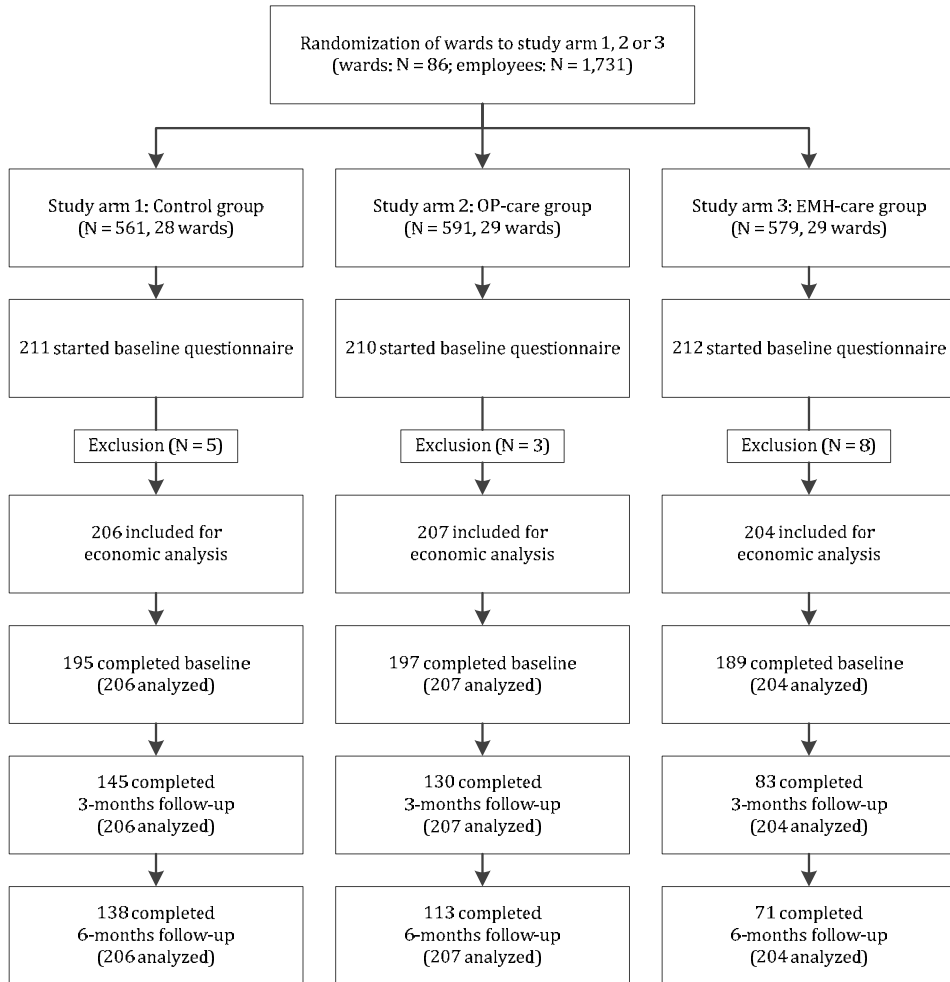 Randomization of wards to study arm 1, 2 or 3
(wards: N = 86; employees: N = 1,731)
Study arm 1: Control group
(N = 561, 28 wards)
Study arm 2: OP-care group
(N = 591, 29 wards)
Study arm 3: EMH-care group
(N = 579, 29 wards)
211 started baseline questionnaire
210 started baseline questionnaire
212 started baseline questionnaire
Exclusion (N = 5)
Exclusion (N = 3)
Exclusion (N = 8)
206 included for
economic analysis
207 included for
economic analysis
204 included for
economic analysis
195 completed baseline
(206 analyzed)
197 completed baseline
(207 analyzed)
189 completed baseline
(204 analyzed)
145 completed
3-months follow-up
(206 analyzed)
130 completed
3-months follow-up
(207 analyzed)
83 completed
3-months follow-up
(204 analyzed)
138 completed
6-months follow-up
(206 analyzed)
113 completed
6-months follow-up
(207 analyzed)
71 completed
6-months follow-up
(204 analyzed)